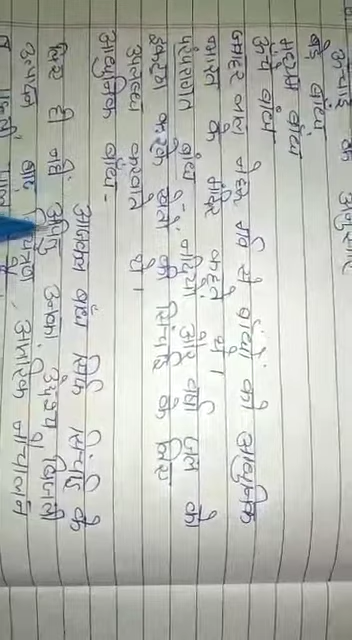 ऊंचाई के अनुसार
बड़े बांध
मध्यम बांध
ऊंचे बांध
जवाहर लाल नेहरू गर्व से बांधों को आधुनिक
भारत के मंदिर कहते थे।
परंपरागत बांध - नदियों और वर्षा जल को
इकट्ठा करके खेतों की सिंचाई के लिए
उपलब्ध करवाते थे।
आधुनिक बांध -
आजकल बांध सिर्फ सिंचाई के
लिए ही नहीं अपितु उनका उद्देश्य बिजली
उत्पादन बाढ़ नियंत्रण, आंतरिक नौचालन